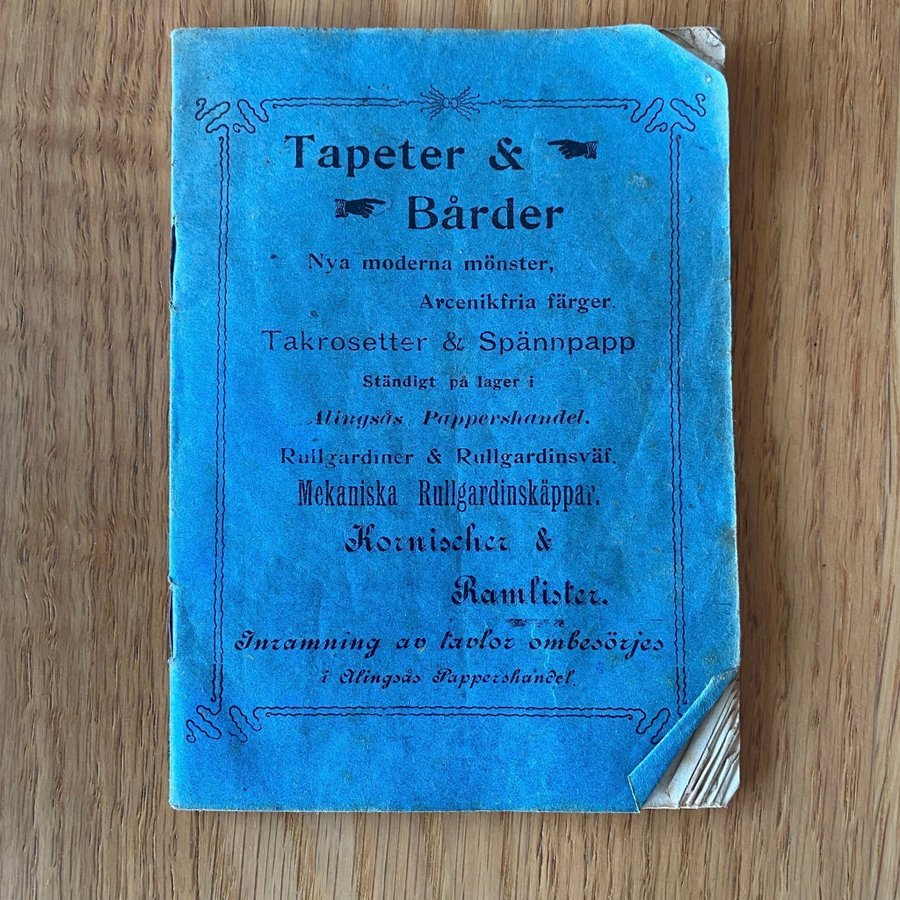 Tapeter &
Bårder
Nya moderna mönster,
Arcenikfria färger.
Takrosetter & Spännpapp
Ständigt på lager i
Alingsås Pappershandel.
Rullgardiner & Rullgardinsväf.
Mekaniska Rullgardinskäppar.
Kornischer &
Ramlister.
Inramning av tavlor ombesörjes
i Alingsås Pappershandel.